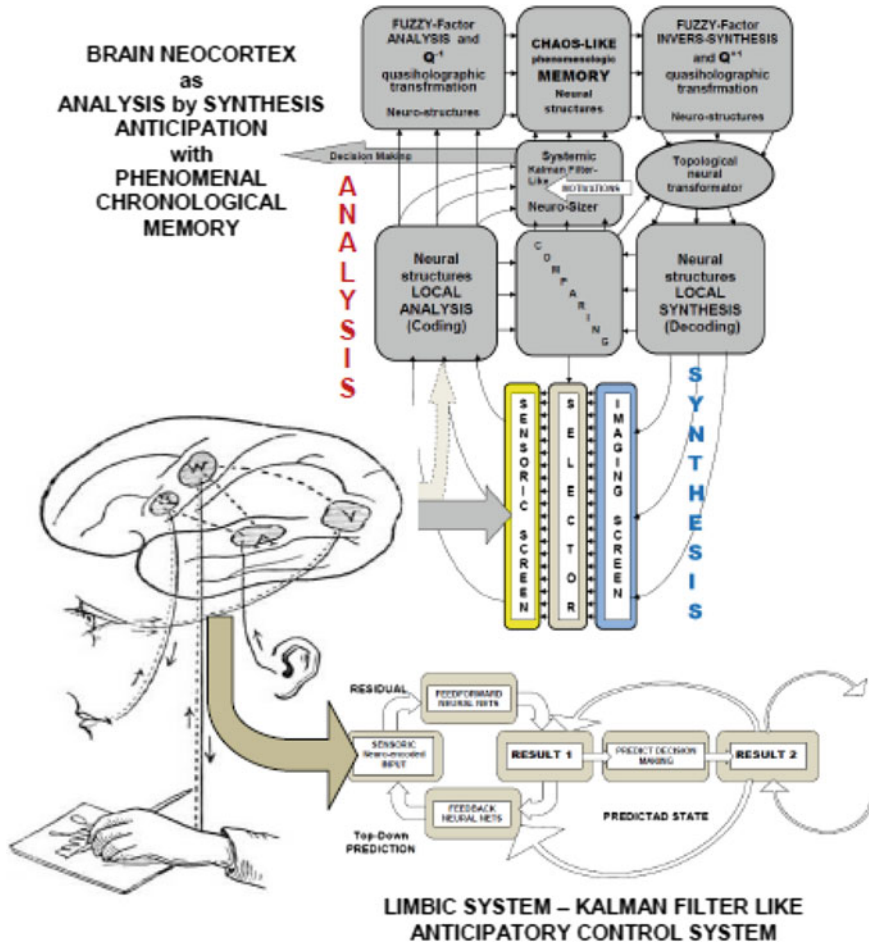 BRAIN NEOCORTEX
as
ANALYSIS by SYNTHESIS
ANTICIPATION
with
PHENOMENAL
CHRONOLOGICAL
MEMORY
FUZZY-Factor
ANALYSIS and
Q-1
quasiholographic
transfrmation
Neuro-structures
CHAOS-LIKE
phenomenologic
MEMORY
Neural
structures
FUZZY-Factor
INVERS-SYNTHESIS
and Q+1
quasiholographic
transfrmation
Neuro-structures
Decision Making
Systemic
Kalman Filter-
Like
MOTIVATIONS
Neuro-Sizer
Topological
neural
transformator
ANALYSIS
Neural
structures
LOCAL
ANALYSIS
(Coding)
COMPARING
Neural
structures
LOCAL
SYNTHESIS
(Decoding)
SENSORIC SCREEN
SELECTOR
IMAGING SCREEN
SYNTHESIS
W
V
A
RESIDUAL
FEEDFORWARD
NEURAL NETS
SENSORIC
Neuro-encoded
INPUT
RESULT 1
PREDICT DECISION
MAKING
RESULT 2
FEEDBACK
NEURAL NETS
Top-Down
PREDICTION
PREDICTAD STATE
LIMBIC SYSTEM – KALMAN FILTER LIKE
ANTICIPATORY CONTROL SYSTEM